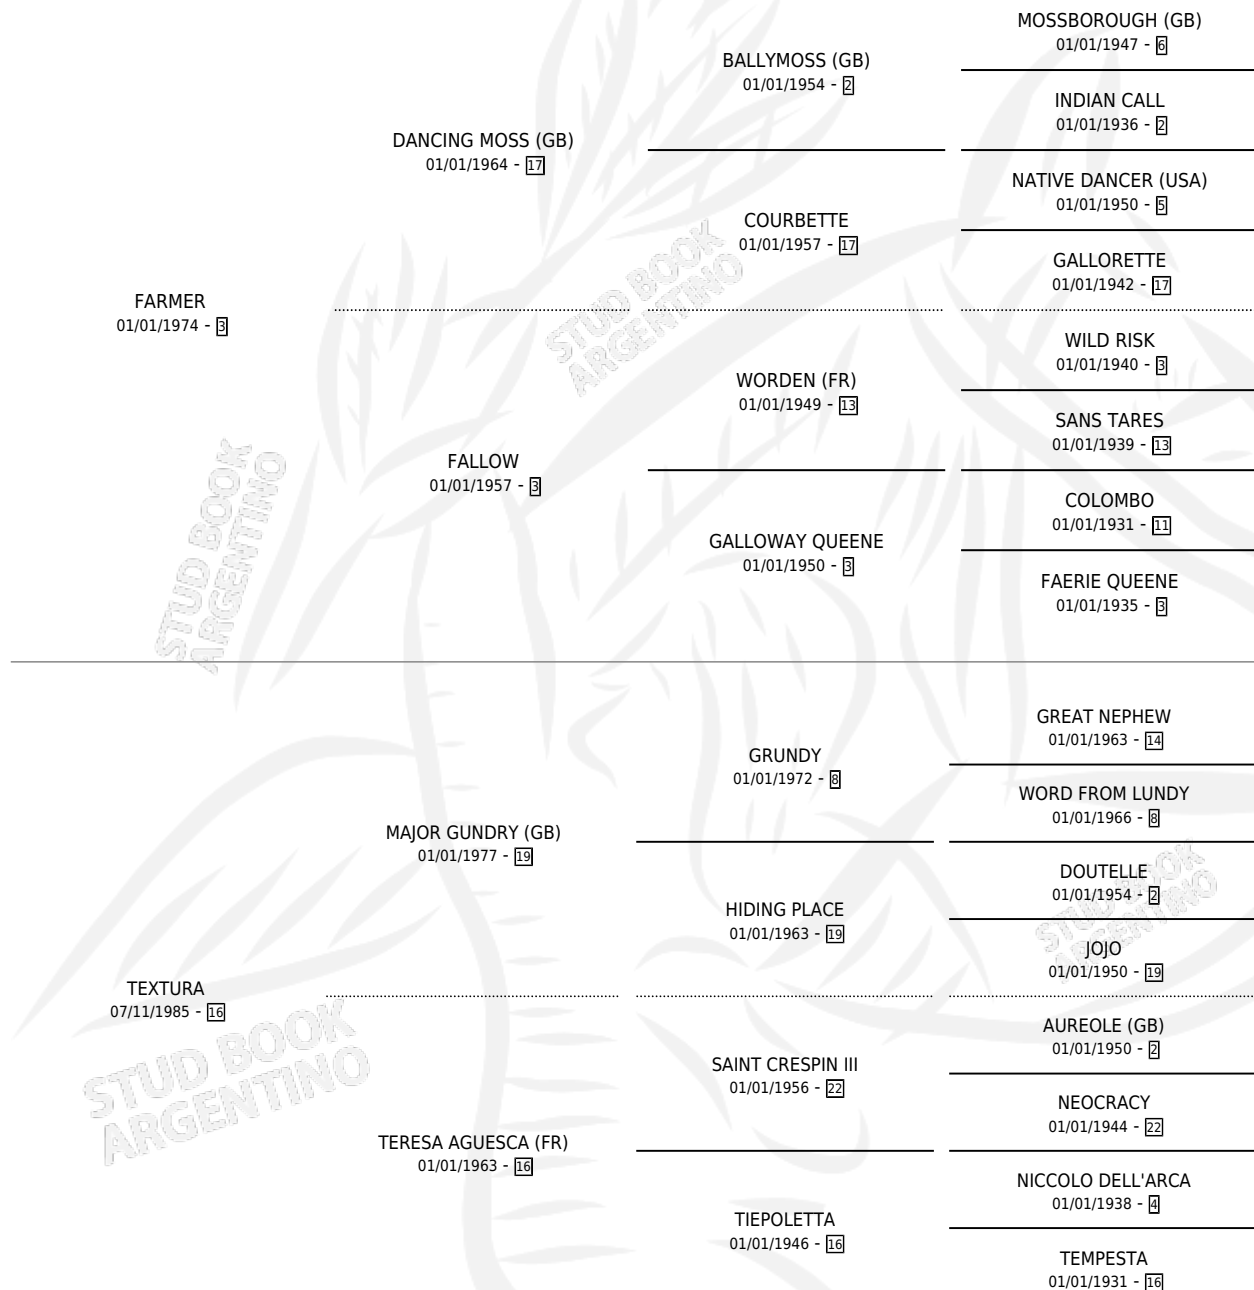 MOSSBOROUGH (GB)
01/01/1947 - 6
BALLYMOSS (GB)
01/01/1954 - 2
INDIAN CALL
01/01/1936 - 2
DANCING MOSS (GB)
01/01/1964 - 17
NATIVE DANCER (USA)
01/01/1950 - 5
COURBETTE
01/01/1957 - 17
GALLORETTE
01/01/1942 - 17
FARMER
01/01/1974 - 3
STUD BOOK
ARGENTINO
WILD RISK
01/01/1940 - 3
WORDEN (FR)
01/01/1949 - 13
SANS TARES
01/01/1939 - 13
FALLOW
01/01/1957 - 3
COLOMBO
01/01/1931 - 11
GALLOWAY QUEENE
01/01/1950 - 3
FAERIE QUEENE
01/01/1935 - 3
STUD BOOK
ARGENTINO
GREAT NEPHEW
01/01/1963 - 14
GRUNDY
01/01/1972 - 8
WORD FROM LUNDY
01/01/1966 - 8
MAJOR GUNDRY (GB)
01/01/1977 - 19
DOUTELLE
01/01/1954 - 2
HIDING PLACE
01/01/1963 - 19
STUD BOOK
ARGENTINO
JOJO
01/01/1950 - 19
TEXTURA
07/11/1985 - 16
STUD BOOK
ARGENTINO
AUREOLE (GB)
01/01/1950 - 2
SAINT CRESPIN III
01/01/1956 - 22
NEOCRACY
01/01/1944 - 22
TERESA AGUESCA (FR)
01/01/1963 - 16
NICCOLO DELL'ARCA
01/01/1938 - 4
TIEPOLETTA
01/01/1946 - 16
TEMPESTA
01/01/1931 - 16